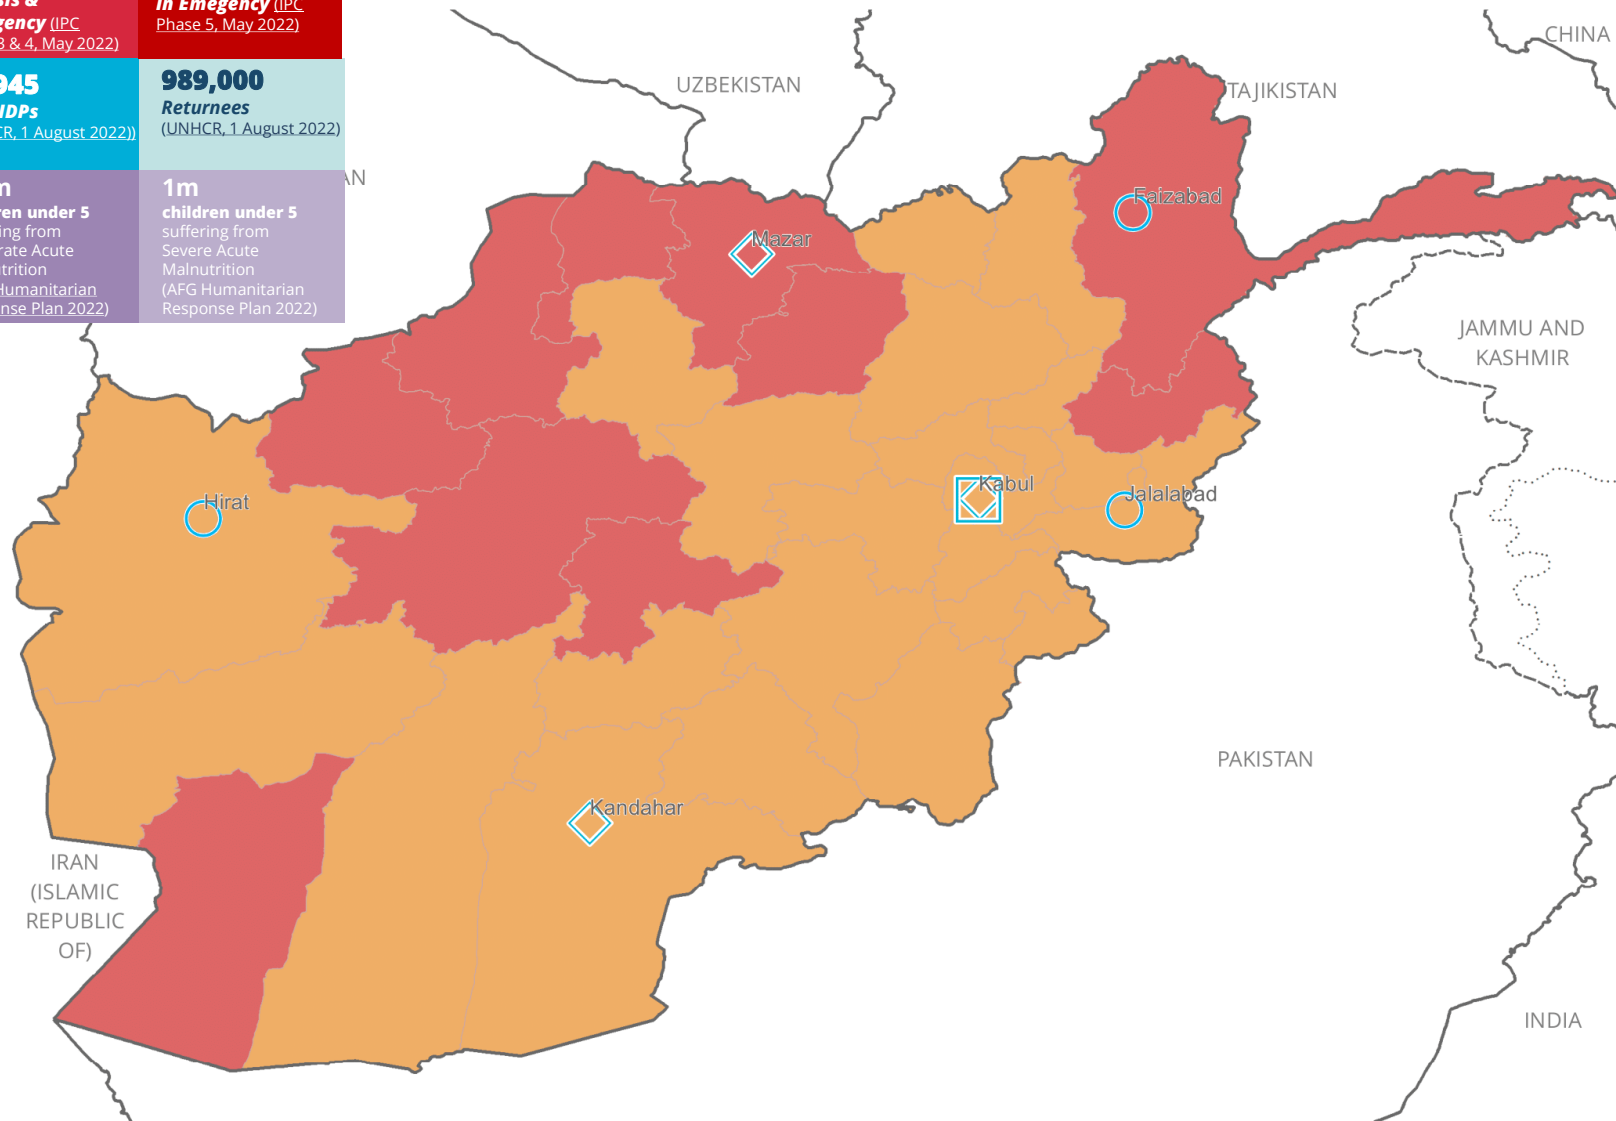 gency (IPC
3 & 4, May 2022)
In Emegency (IPC
Phase 5, May 2022)
945
IDPs
CR, 1 August 2022))
989,000
Returnees
(UNHCR, 1 August 2022)
m
ren under 5
ing from
rate Acute
trition
Humanitarian
nse Plan 2022)
1m
children under 5
suffering from
Severe Acute
Malnutrition
(AFG Humanitarian
Response Plan 2022)
AN
UZBEKISTAN
TAJIKISTAN
CHINA
Faizabad
Mazar
JAMMU AND
KASHMIR
Hirat
Kabul
Jalalabad
PAKISTAN
Kandahar
IRAN
(ISLAMIC
REPUBLIC
OF)
INDIA